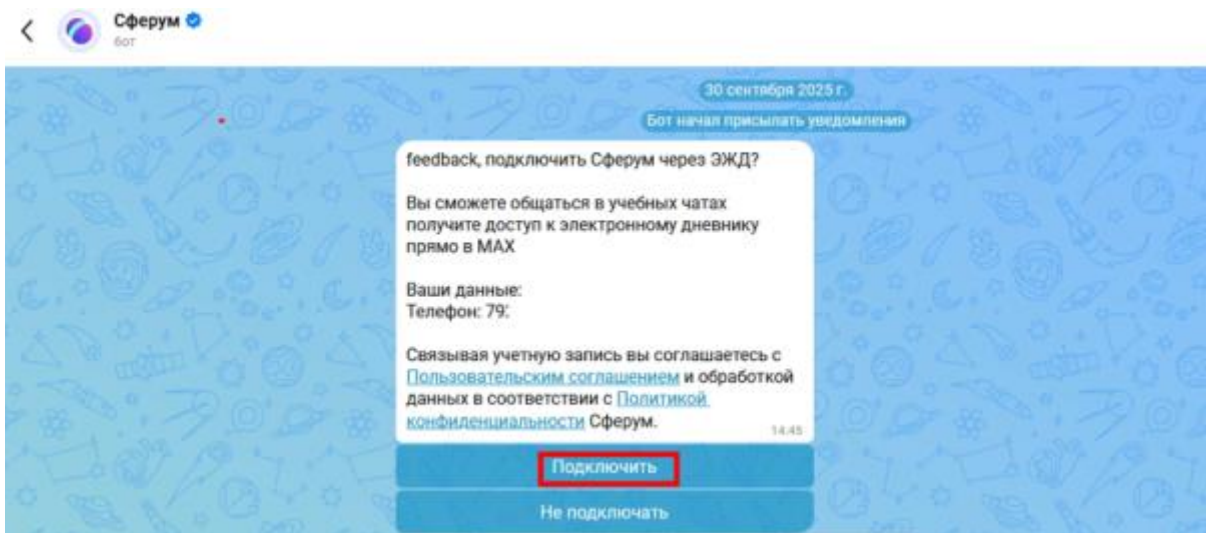 Сферум
бот
30 сентября 2025 г.
Бот начал присылать уведомления
feedback, подключить Сферум через ЭЖД?
Вы сможете общаться в учебных чатах
получите доступ к электронному дневнику
прямо в MAX
Ваши данные:
Телефон: 79
Связывая учетную запись вы соглашаетесь с
Пользовательским соглашением и обработкой
данных в соответствии с Политикой
конфиденциальности Сферум.
14:45
Подключить
Не подключать